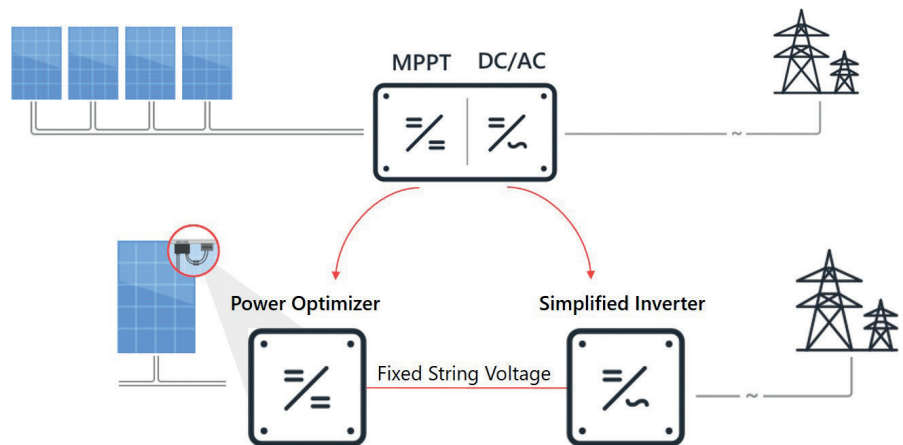 MPPT DC/AC
~
Power Optimizer
Simplified Inverter
Fixed String Voltage
~